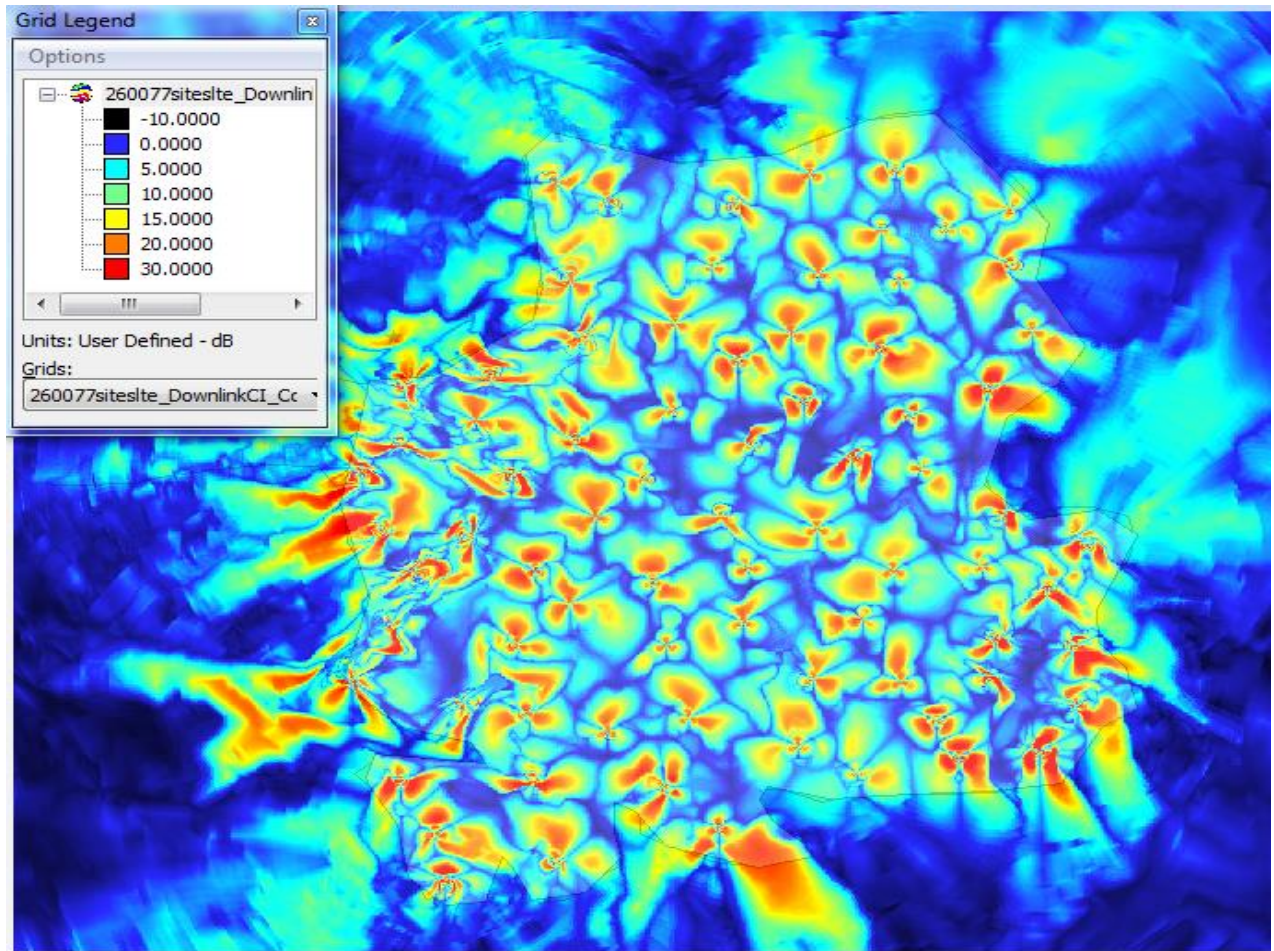 Grid Legend
Options
260077siteslte_Downlin
-10.0000
0.0000
5.0000
10.0000
15.0000
20.0000
30.0000
Units: User Defined - dB
Grids:
260077siteslte_DownlinkCI_Cc